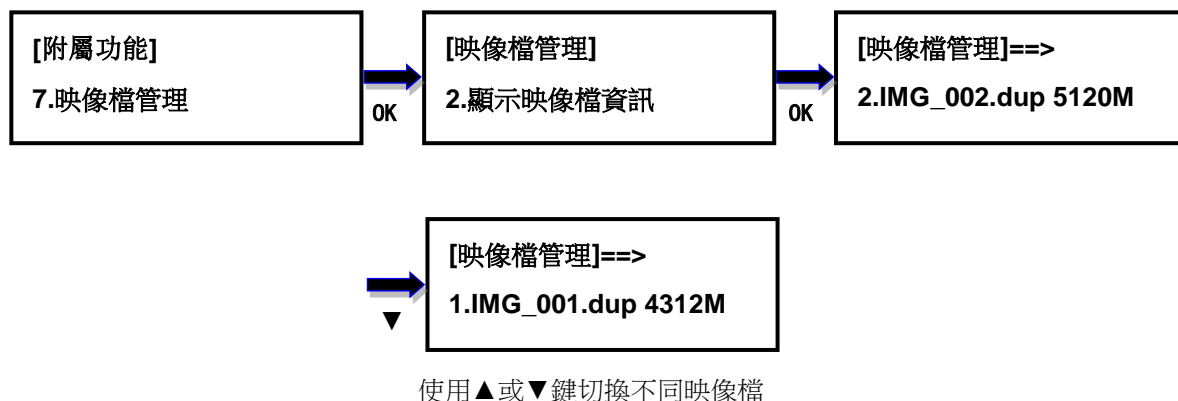 [附屬功能]
7.映像檔管理
OK
[映像檔管理]
2.顯示映像檔資訊
OK
[映像檔管理]==>
2.IMG_002.dup 5120M
▼
[映像檔管理]==>
1.IMG_001.dup 4312M
使用▲或▼鍵切換不同映像檔